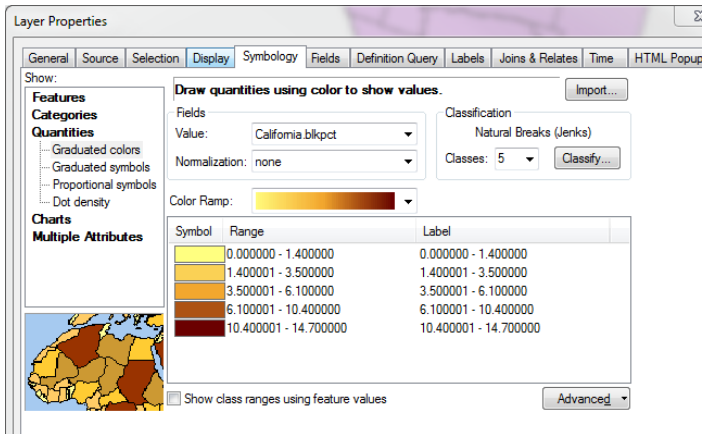 Layer Properties
General Source Selection Display Symbology Fields Definition Query Labels Joins & Relates Time HTML Popup
Show:
Features
Categories
Quantities
Graduated colors
Graduated symbols
Proportional symbols
Dot density
Charts
Multiple Attributes
Draw quantities using color to show values.
Import...
Fields
Value: California.blkpct
Normalization: none
Classification
Natural Breaks (Jenks)
Classes: 5 Classify...
Color Ramp:
Symbol Range Label
0.000000 - 1.400000 0.000000 - 1.400000
1.400001 - 3.500000 1.400001 - 3.500000
3.500001 - 6.100000 3.500001 - 6.100000
6.100001 - 10.400000 6.100001 - 10.400000
10.400001 - 14.700000 10.400001 - 14.700000
Show class ranges using feature values
Advanced